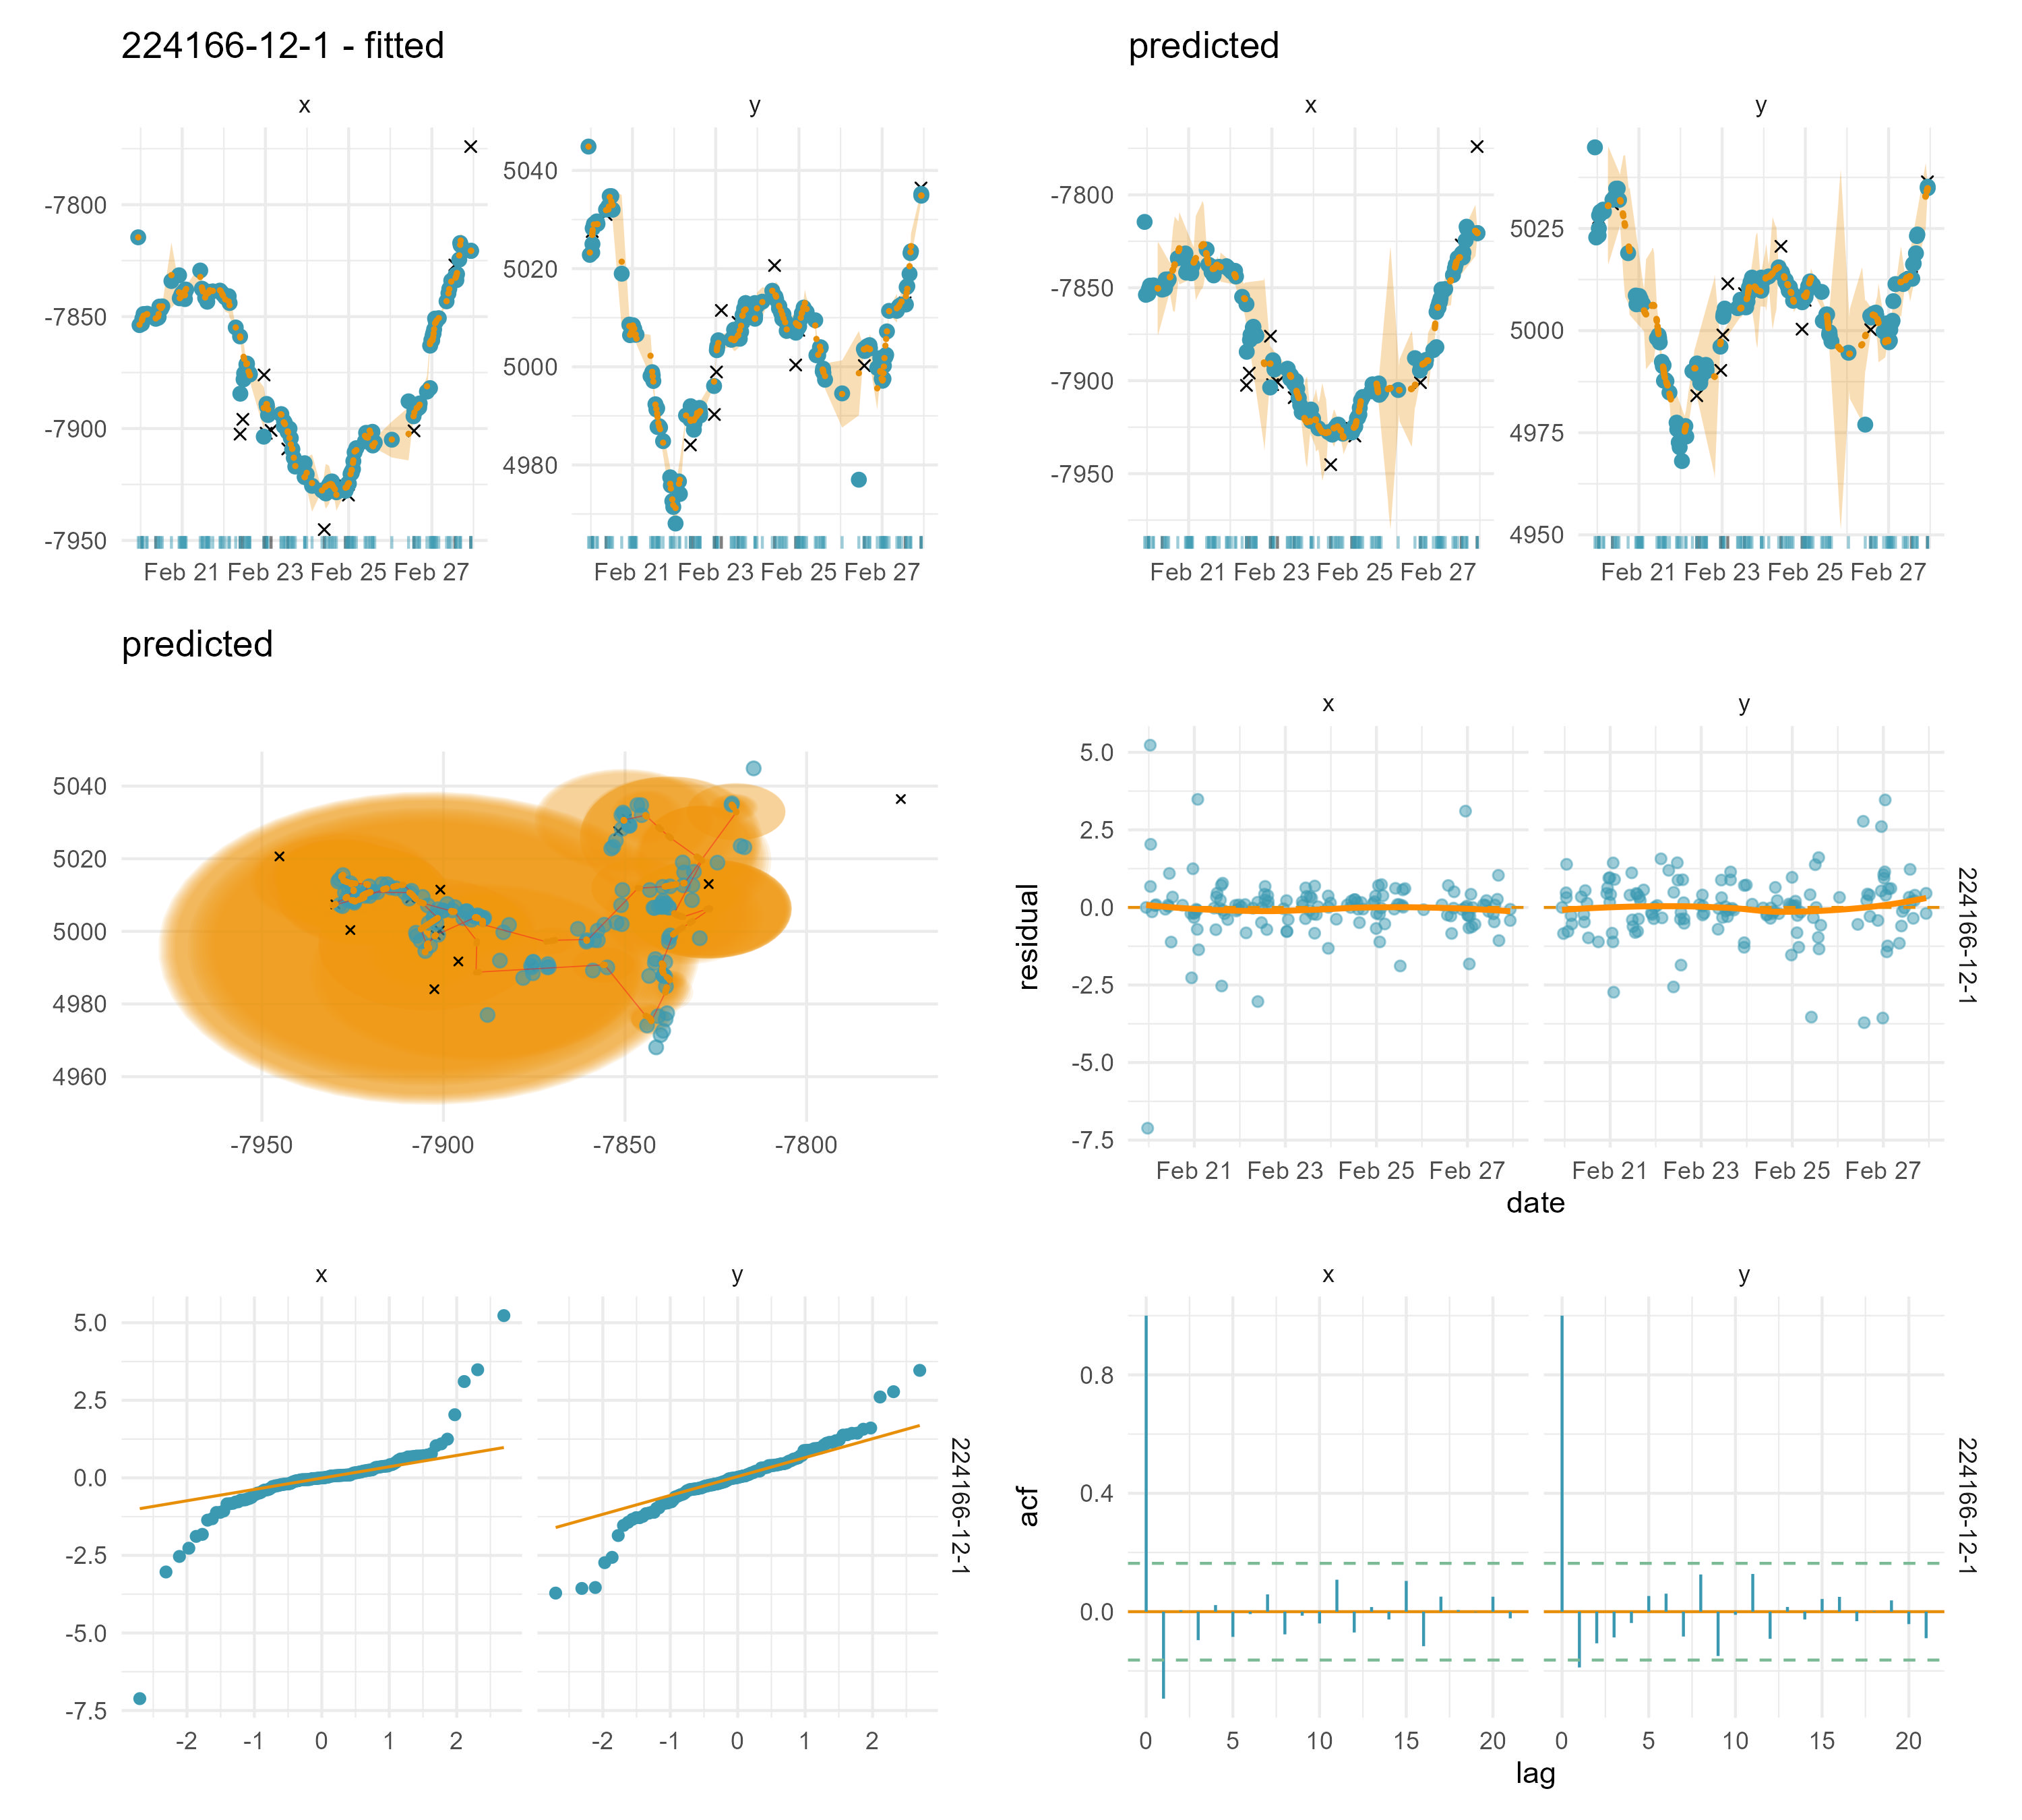 224166-12-1 - fitted
predicted
x
y
x
y
-7800
-7850
-7900
-7950
5040
5020
5000
4980
-7800
-7850
-7900
-7950
5025
5000
4975
4950
Feb 21 Feb 23 Feb 25 Feb 27
Feb 21 Feb 23 Feb 25 Feb 27
Feb 21 Feb 23 Feb 25 Feb 27
Feb 21 Feb 23 Feb 25 Feb 27
predicted
5040
5020
5000
4980
4960
-7950 -7900 -7850 -7800
x
y
residual
5.0
2.5
0.0
-2.5
-5.0
-7.5
Feb 21 Feb 23 Feb 25 Feb 27
Feb 21 Feb 23 Feb 25 Feb 27
date
224166-12-1
x
y
5.0
2.5
0.0
-2.5
-5.0
-7.5
-2 -1 0 1 2
-2 -1 0 1 2
224166-12-1
x
y
acf
0.8
0.4
0.0
0 5 10 15 20
0 5 10 15 20
lag
224166-12-1